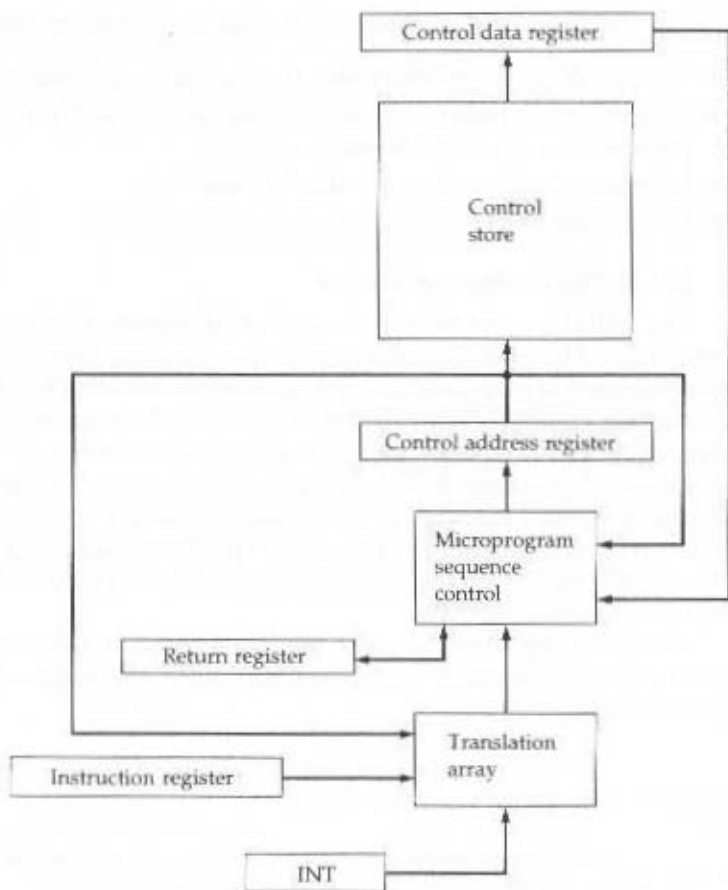 Control data register
Control
store
Control address register
Microprogram
sequence
control
Return register
Translation
array
Instruction register
INT